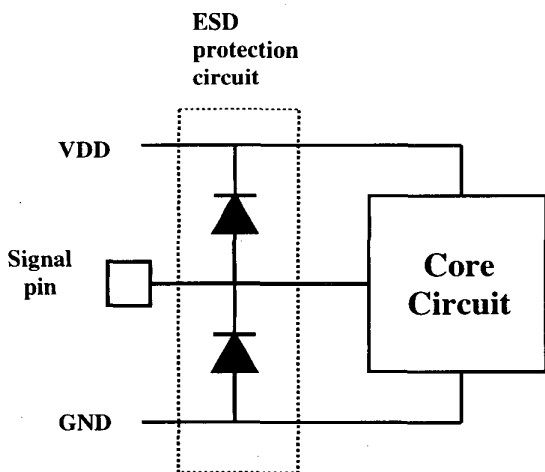 ESD
protection
circuit
VDD
Signal
pin
Core
Circuit
GND